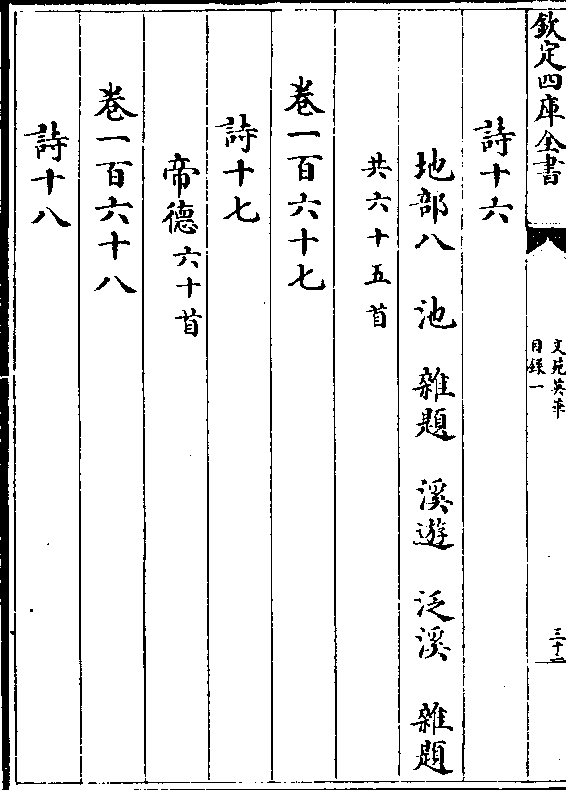 欽定四庫全書
文苑英華
目錄一
三十二
詩十六
地部八　池　雜題　溪遊　泛溪　雜題
共六十五首
卷一百六十七
詩十七
帝德六十首
卷一百六十八
詩十八